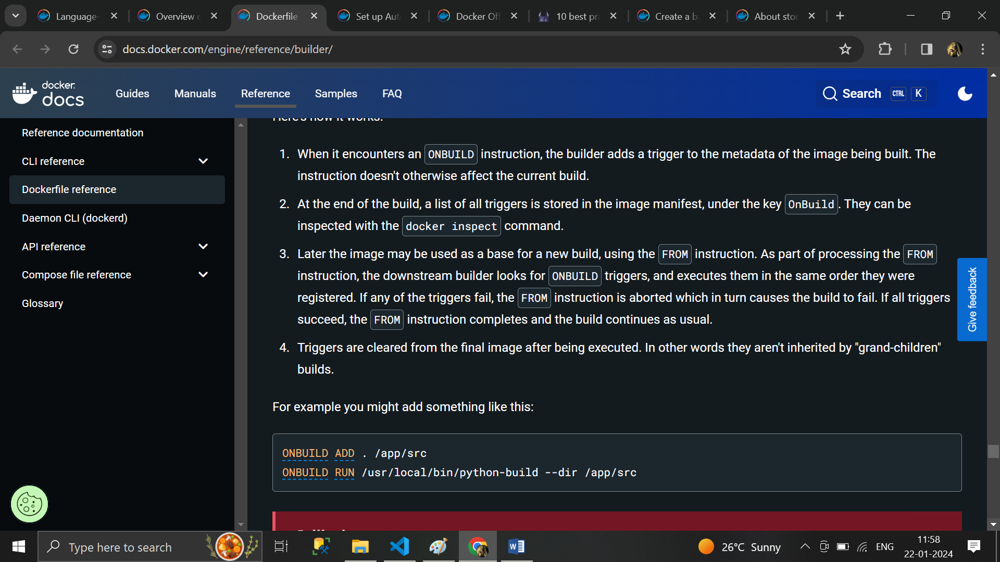 Language-
Overview c
Dockerfile
Set up Aut
Docker Off
10 best pra
Create a ba
About stor
docs.docker.com/engine/reference/builder/
docker
docs
Guides
Manuals
Reference
Samples
FAQ
Search
CTRL
K
Reference documentation
CLI reference
Dockerfile reference
Daemon CLI (dockerd)
API reference
Compose file reference
Glossary
Here's how it works:
1. When it encounters an ONBUILD instruction, the builder adds a trigger to the metadata of the image being built. The
instruction doesn't otherwise affect the current build.
2. At the end of the build, a list of all triggers is stored in the image manifest, under the key OnBuild. They can be
inspected with the docker inspect command.
3. Later the image may be used as a base for a new build, using the FROM instruction. As part of processing the FROM
instruction, the downstream builder looks for ONBUILD triggers, and executes them in the same order they were
registered. If any of the triggers fail, the FROM instruction is aborted which in turn causes the build to fail. If all triggers
succeed, the FROM instruction completes and the build continues as usual.
4. Triggers are cleared from the final image after being executed. In other words they aren't inherited by "grand-children"
builds.
For example you might add something like this:
ONBUILD ADD . /app/src
ONBUILD RUN /usr/local/bin/python-build --dir /app/src
Give feedback
Type here to search
26°C Sunny
ENG
11:58
22-01-2024